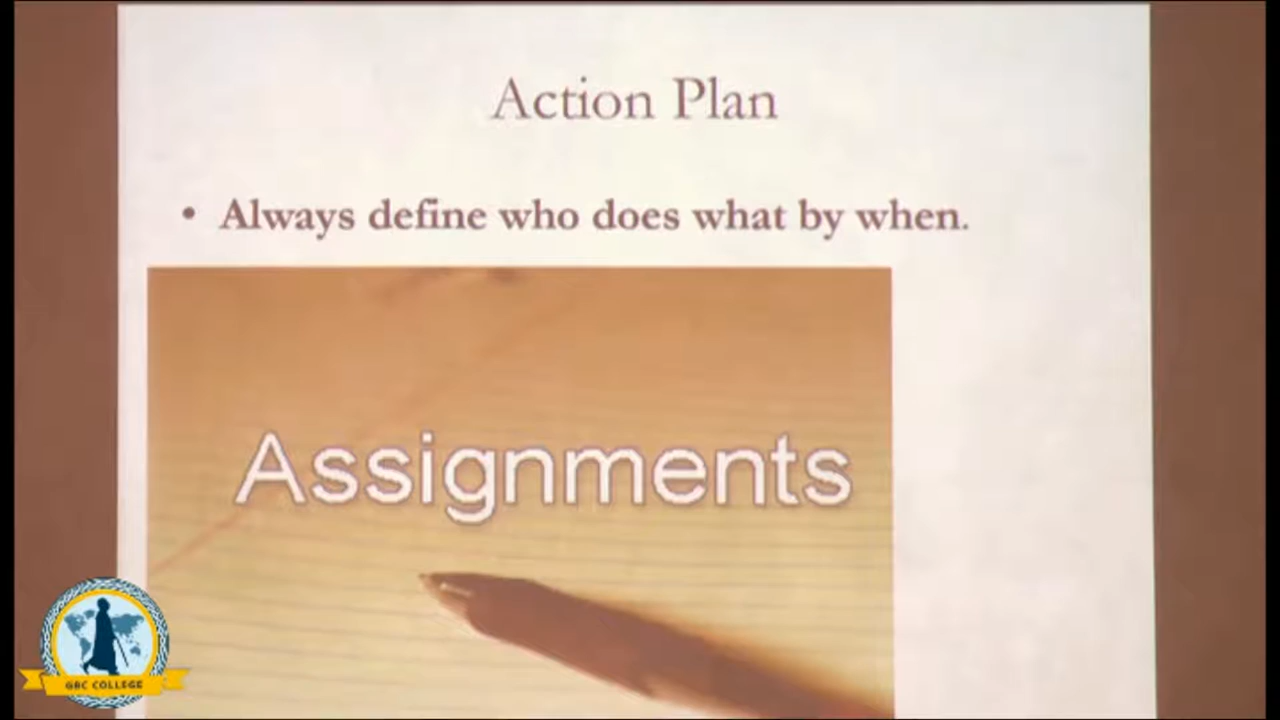 Action Plan
• Always define who does what by when.
Assignments
GRC COLLEGE